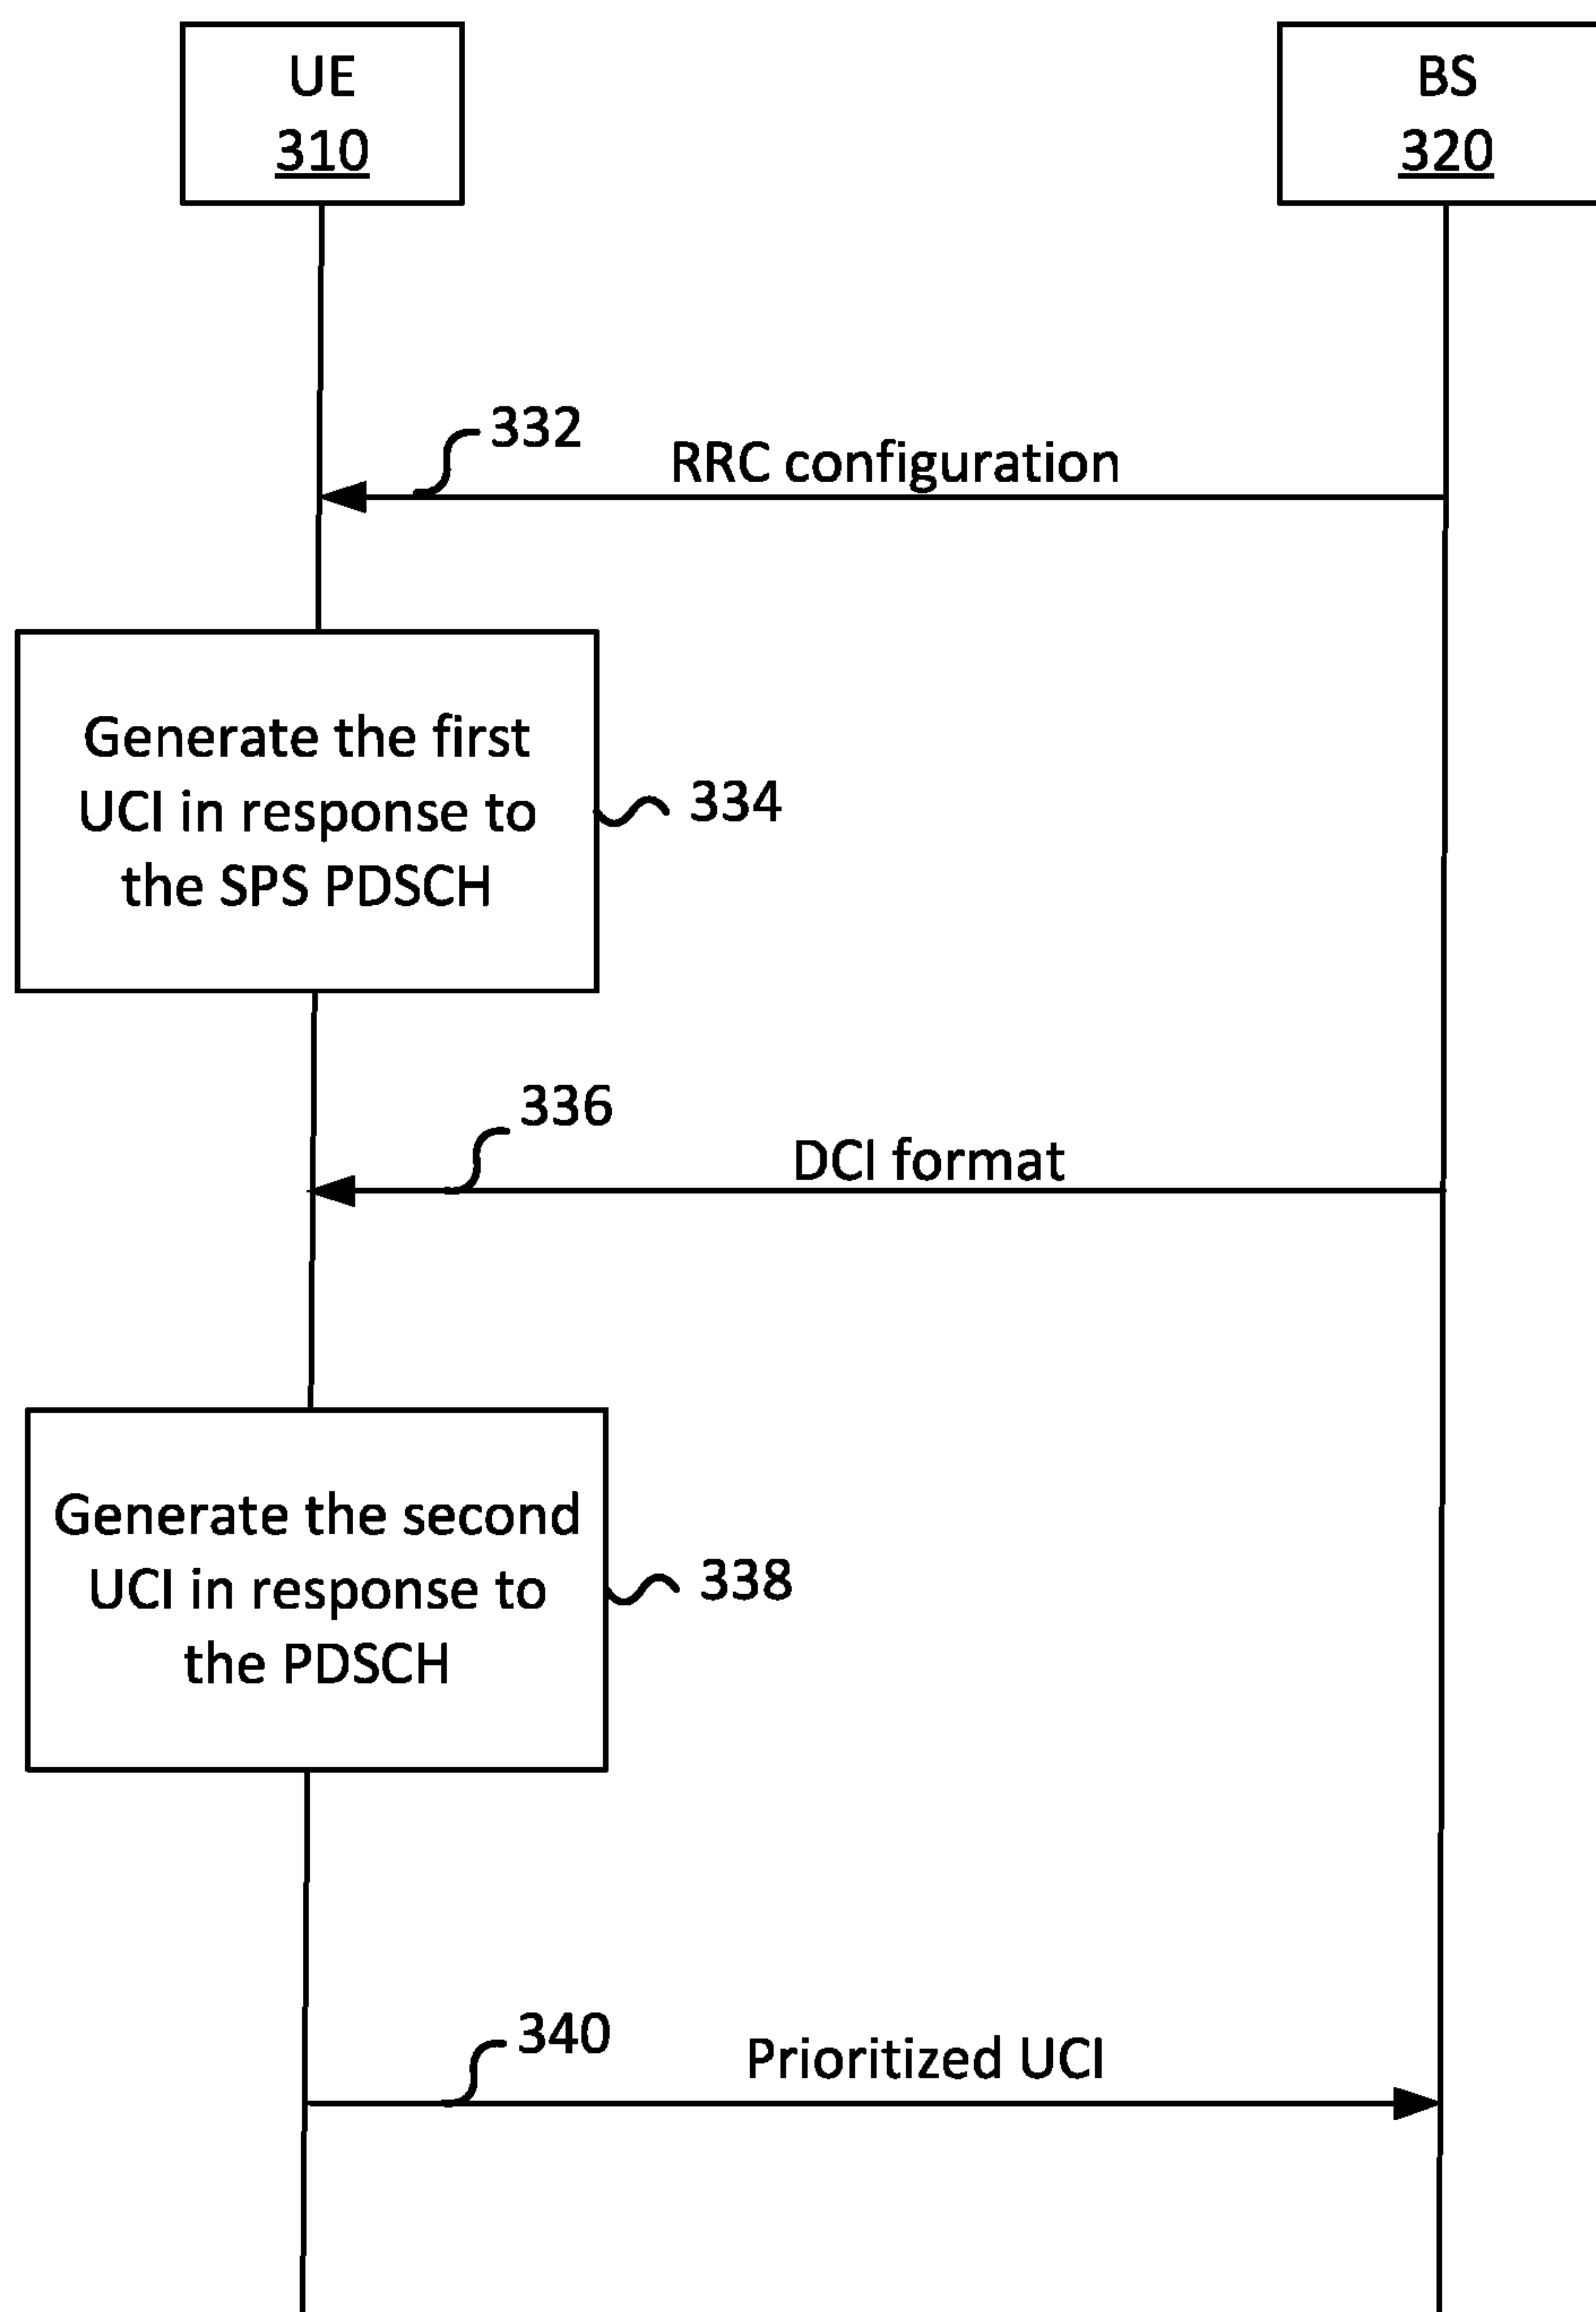 UE
310
BS
320
332
RRC configuration
Generate the first
UCI in response to
the SPS PDSCH
334
336
DCI format
Generate the second
UCI in response to
the PDSCH
338
340
Prioritized UCI